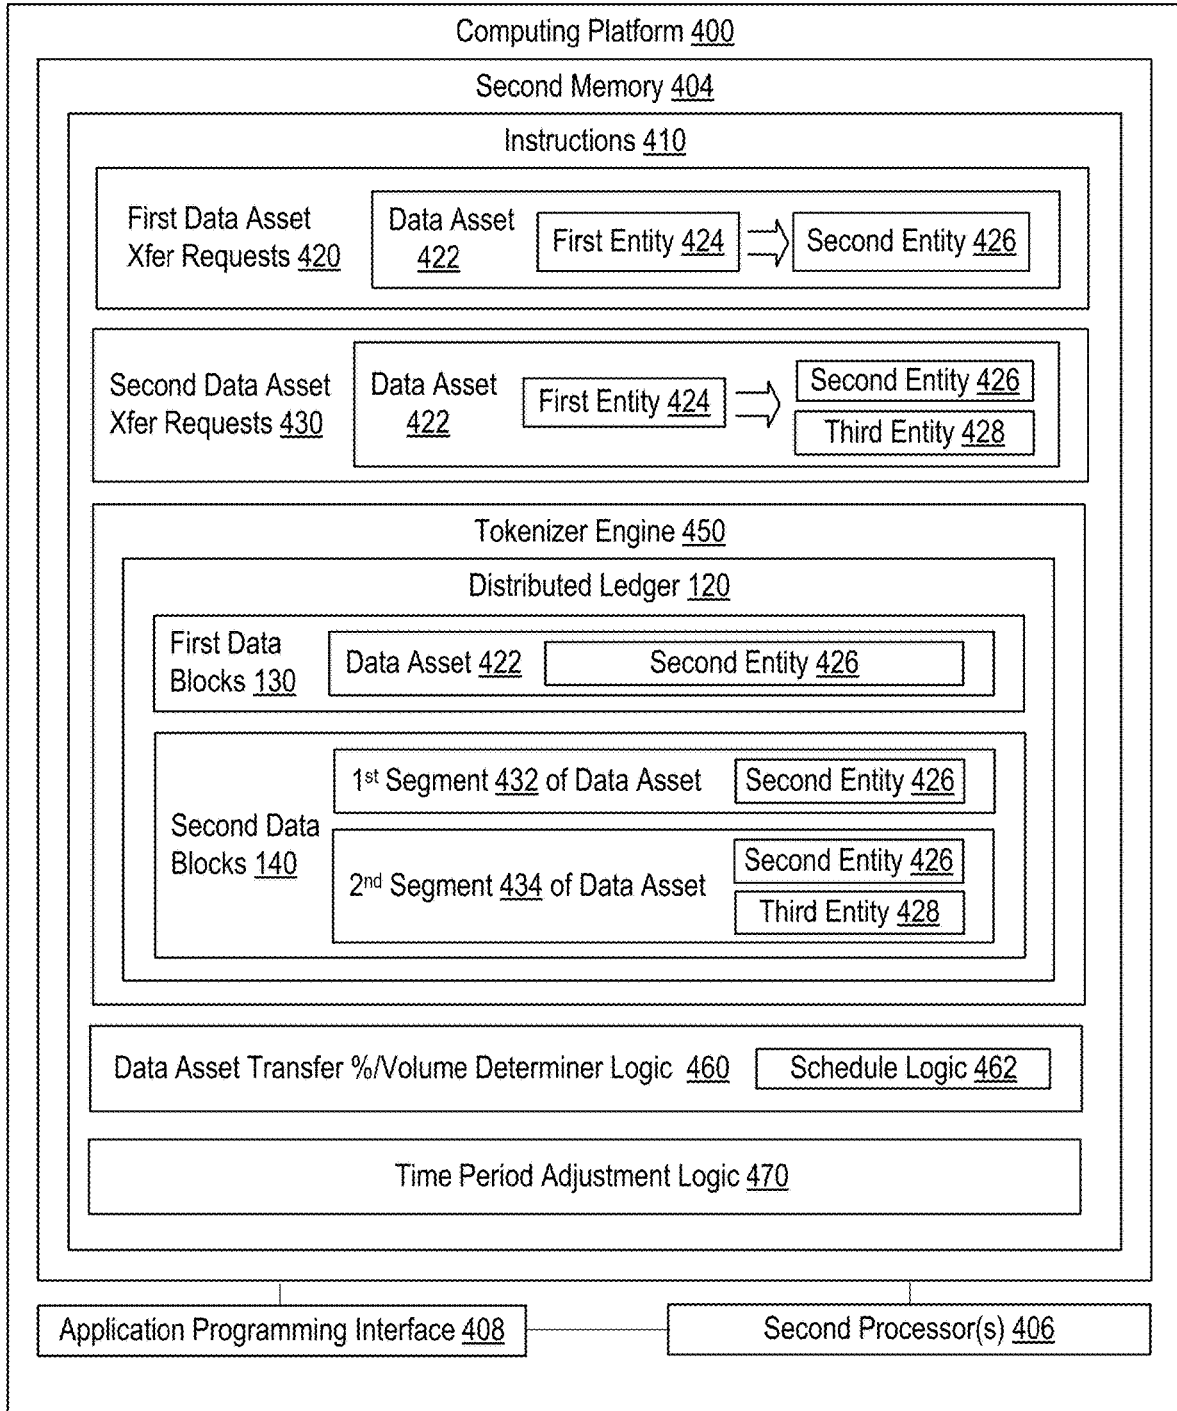 Computing Platform 400
Second Memory 404
Instructions 410
First Data Asset
Xfer Requests 420
Data Asset
422
First Entity 424
Second Entity 426
Second Data Asset
Xfer Requests 430
Data Asset
422
First Entity 424
Second Entity 426
Third Entity 428
Tokenizer Engine 450
Distributed Ledger 120
First Data
Blocks 130
Data Asset 422
Second Entity 426
Second Data
Blocks 140
1st Segment 432 of Data Asset
Second Entity 426
2nd Segment 434 of Data Asset
Second Entity 426
Third Entity 428
Data Asset Transfer %/Volume Determiner Logic 460
Schedule Logic 462
Time Period Adjustment Logic 470
Application Programming Interface 408
Second Processor(s) 406